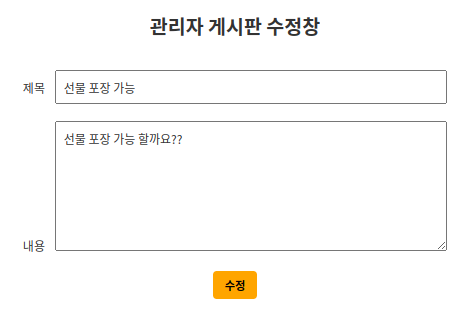 관리자 게시판 수정창
제목 선물 포장 가능
선물 포장 가능 할까요??
내용
수정